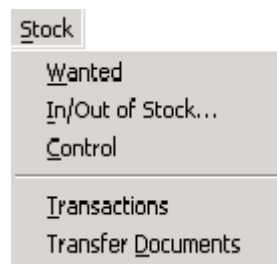 Stock
Wanted
In/Out of Stock...
Control
Transactions
Transfer Documents